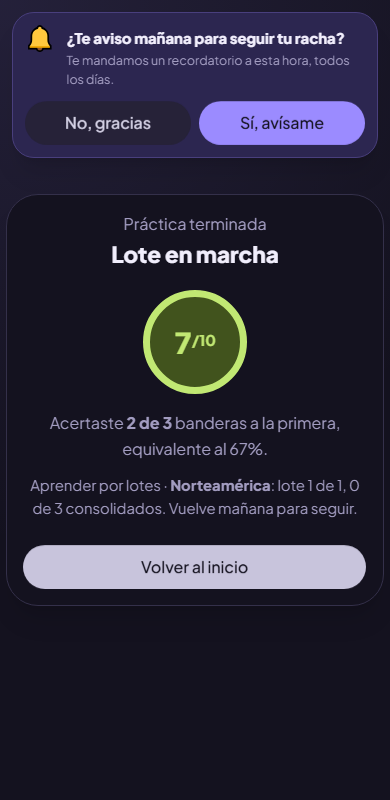 ¿Te aviso mañana para seguir tu racha?
Te mandamos un recordatorio a esta hora, todos
los días.
No, gracias
Sí, avísame
Práctica terminada
Lote en marcha
7/10
Acertaste 2 de 3 banderas a la primera,
equivalente al 67%.
Aprender por lotes · Norteamérica: lote 1 de 1, 0
de 3 consolidados. Vuelve mañana para seguir.
Volver al inicio